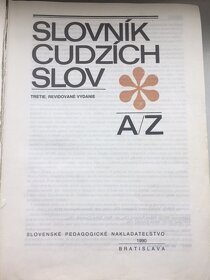 SLOVNÍK
CUDZÍCH
SLOV
TRETIE, REVIDOVANÉ VYDANIE
A/Z
SLOVENSKÉ PEDAGOGICKÉ NAKLADATEĽSTVO
1990
BRATISLAVA